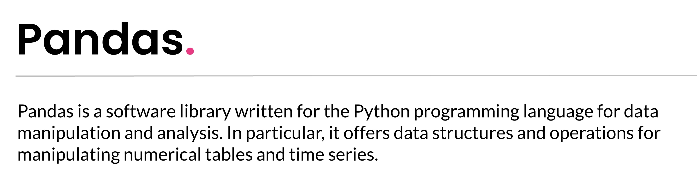 Pandas.
Pandas is a software library written for the Python programming language for data
manipulation and analysis. In particular, it offers data structures and operations for
manipulating numerical tables and time series.